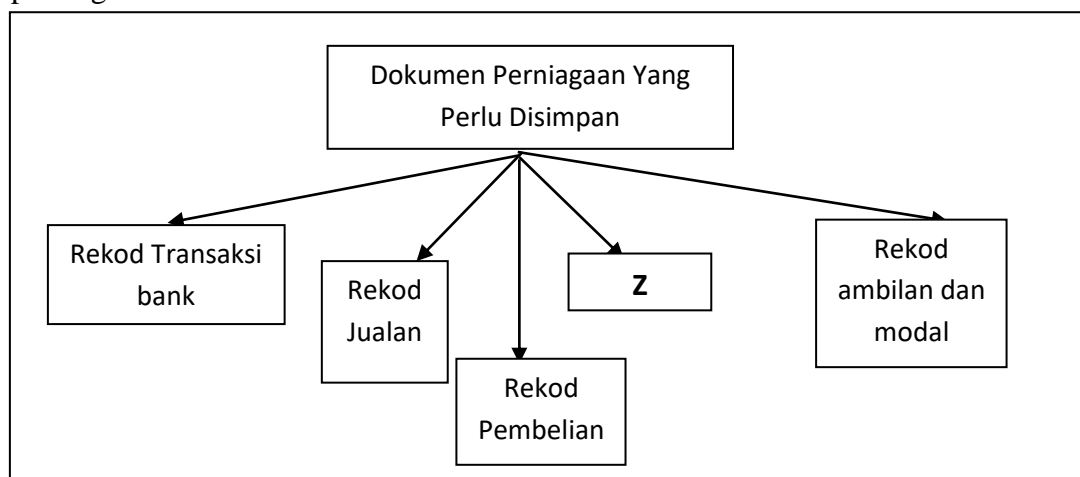 Dokumen Perniagaan Yang
Perlu Disimpan
Rekod Transaksi
bank
Rekod
Jualan
Rekod
Pembelian
Z
Rekod
ambilan dan
modal